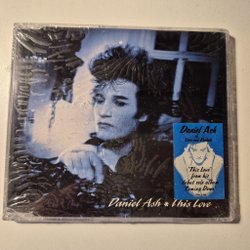 Daniel Ash * This Love
Daniel Ash
"This Love"
from his
debut solo album
Coming Down